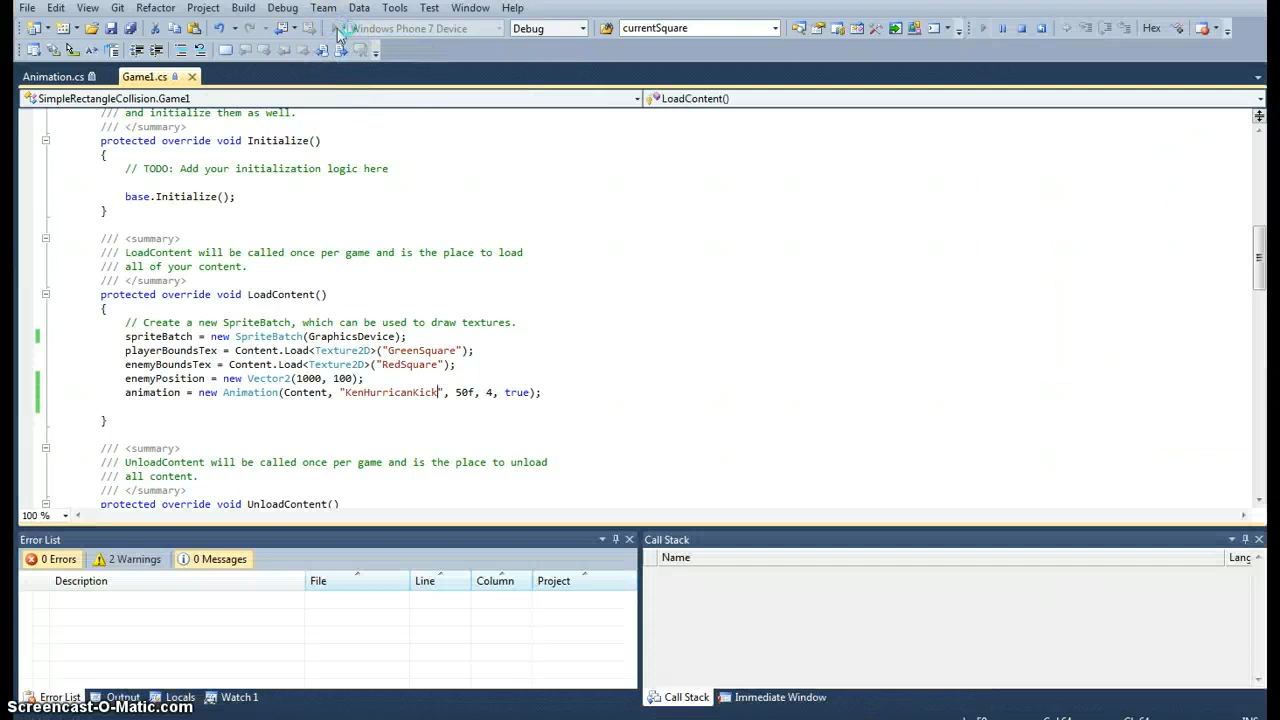 File Edit View Git Refactor Project Build Debug Team Data Tools Test Window Help
Windows Phone 7 Device Debug currentSquare Hex
Animation.cs Game1.cs
SimpleRectangleCollision.Game1 LoadContent()
/// and initialize them as well.
/// </summary>
protected override void Initialize()
{
// TODO: Add your initialization logic here
base.Initialize();
}
/// <summary>
/// LoadContent will be called once per game and is the place to load
/// all of your content.
/// </summary>
protected override void LoadContent()
{
// Create a new SpriteBatch, which can be used to draw textures.
spriteBatch = new SpriteBatch(GraphicsDevice);
playerBoundsTex = Content.Load<Texture2D>("GreenSquare");
enemyBoundsTex = Content.Load<Texture2D>("RedSquare");
enemyPosition = new Vector2(1000, 100);
animation = new Animation(Content, "KenHurricanKick", 50f, 4, true);
}
/// <summary>
/// UnloadContent will be called once per game and is the place to unload
/// all content.
/// </summary>
protected override void UnloadContent()
100 %
Error List Call Stack
0 Errors 2 Warnings 0 Messages Name Lang
Description File Line Column Project
Error List Output Locals Watch 1 Call Stack Immediate Window
Screencast-O-Matic.com